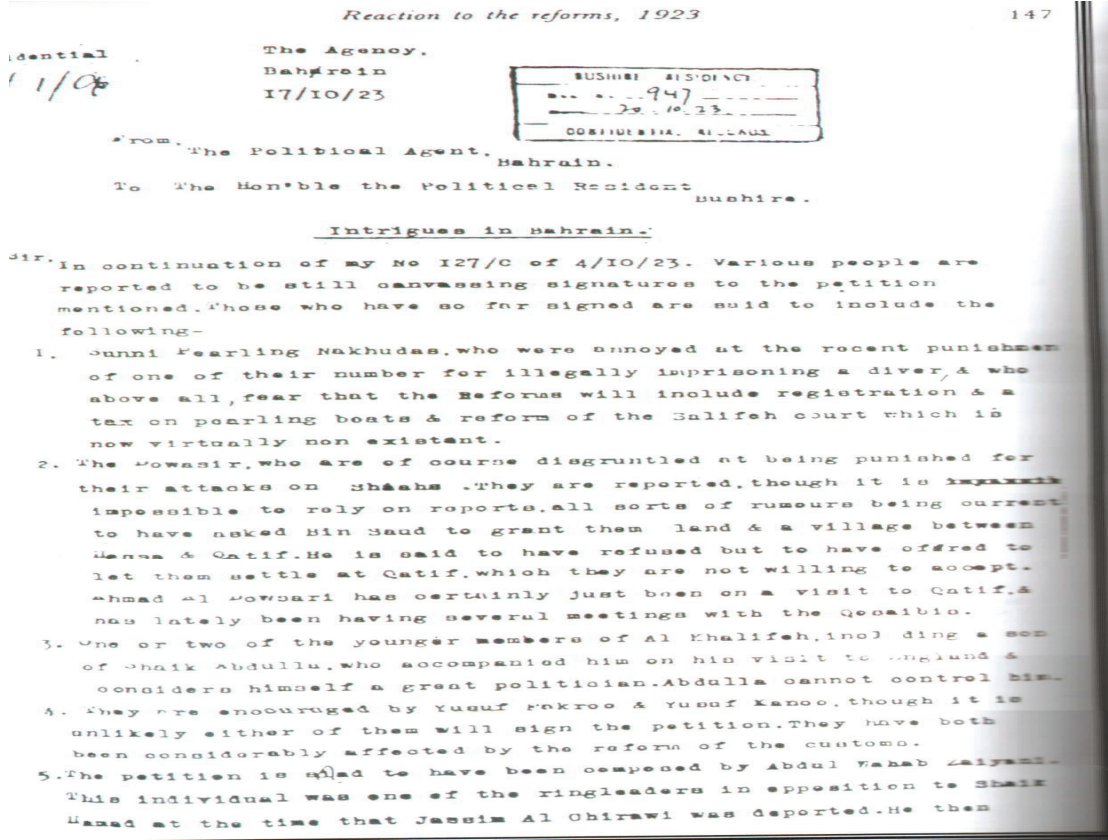 Reaction to the reforms, 1923
147
dential
The Agency.
Bahrein
I7/IO/23
BUSHIRE RESIDENCY
947
20.10.23
CONFIDENTIAL RECORDS
From.
The Political Agent,
Bahrain.
To The Hon'ble the Political Resident
Bushire.
Intrigues in Bahrain.
Sir.
In continuation of my No I27/C of 4/IO/23. Various people are
reported to be still canvassing signatures to the petition
mentioned.Those who have so far signed are said to include the
following-
1. Sunni Pearling Nakhudas,who were annoyed at the recent punishmen
of one of their number for illegally imprisoning a diver,& who
above all,fear that the Reforms will include registration & a
tax on pearling boats & reform of the Salifeh court which is
now virtually non existent.
2. The Dowasir,who are of course disgruntled at being punished for
their attacks on Shiahs .They are reported,though it is
impossible to rely on reports,all sorts of rumours being current
to have asked Bin Saud to grant them land & a village between
Hassa & Qatif.He is said to have refused but to have offred to
let them settle at Qatif,which they are not willing to accept.
Ahmad Al Dowsari has certainly just been on a visit to Qatif,&
has lately been having several meetings with the Qosaibis.
3. One or two of the younger members of Al Khalifeh,incl ding a son
of Shaik Abdulla,who accompanied him on his visit to England &
considers himself a great politician.Abdulla cannot control him.
4. They are encouraged by Yusuf Fakroo & Yusuf Kanoo,though it is
unlikely either of them will sign the petition.They have both
been considerably affected by the reform of the customs.
5.The petition is said to have been composed by Abdul Wahab Zaiyani.
This individual was one of the ringleaders in opposition to Shaik
Hamad at the time that Jassim Al Chirawi was deported.He then